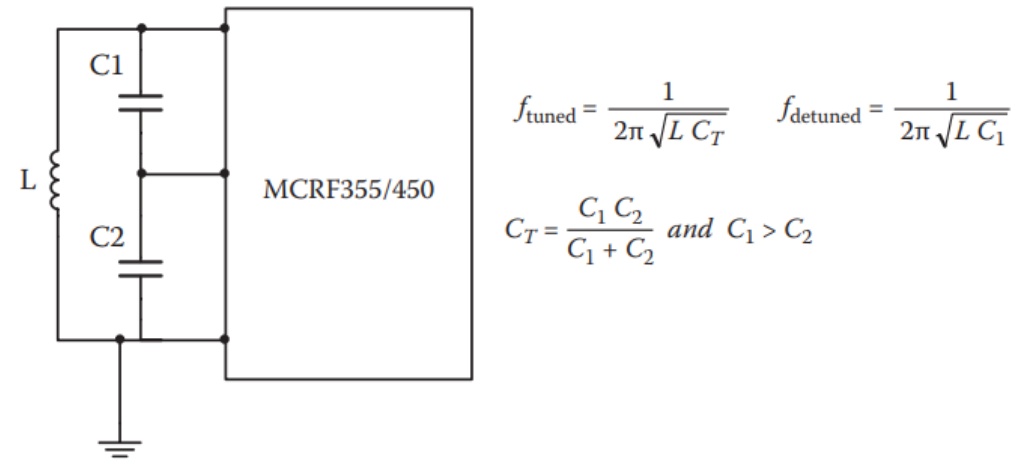 C1
L
C2
MCRF355/450
f_tuned = 1 / (2π √(L C_T))
f_detuned = 1 / (2π √(L C_1))
C_T = C_1 C_2 / (C_1 + C_2) and C_1 > C_2